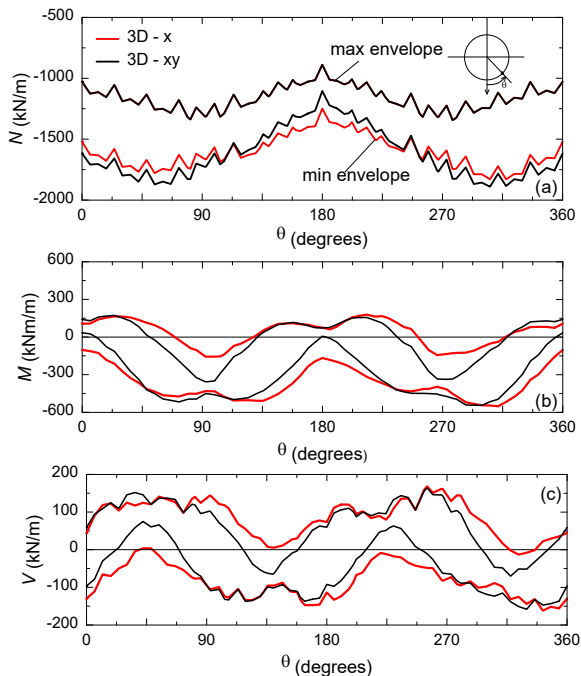 -500
3D - x
3D - xy
max envelope
θ
-1000
N (kN/m)
-1500
min envelope
-2000
(a)
0 90 180 270 360
θ (degrees)
600
300
0
M (kNm/m)
-300
-600
(b)
0 90 180 270 360
θ (degrees)
200
(c)
100
0
V (kN/m)
-100
-200
0 90 180 270 360
θ (degrees)